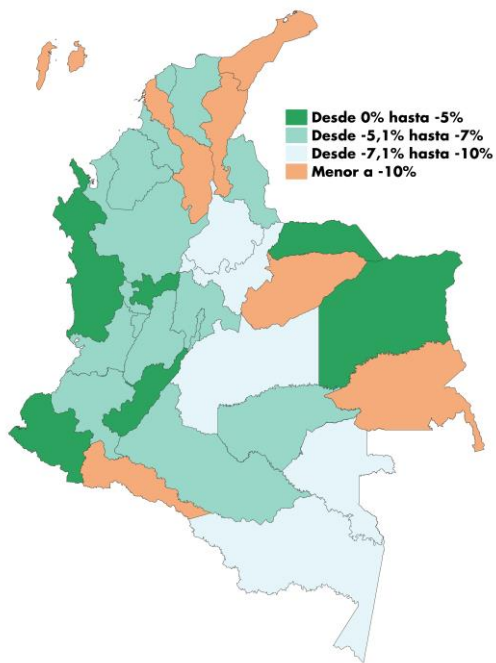 Desde 0% hasta -5%
Desde -5,1% hasta -7%
Desde -7,1% hasta -10%
Menor a -10%